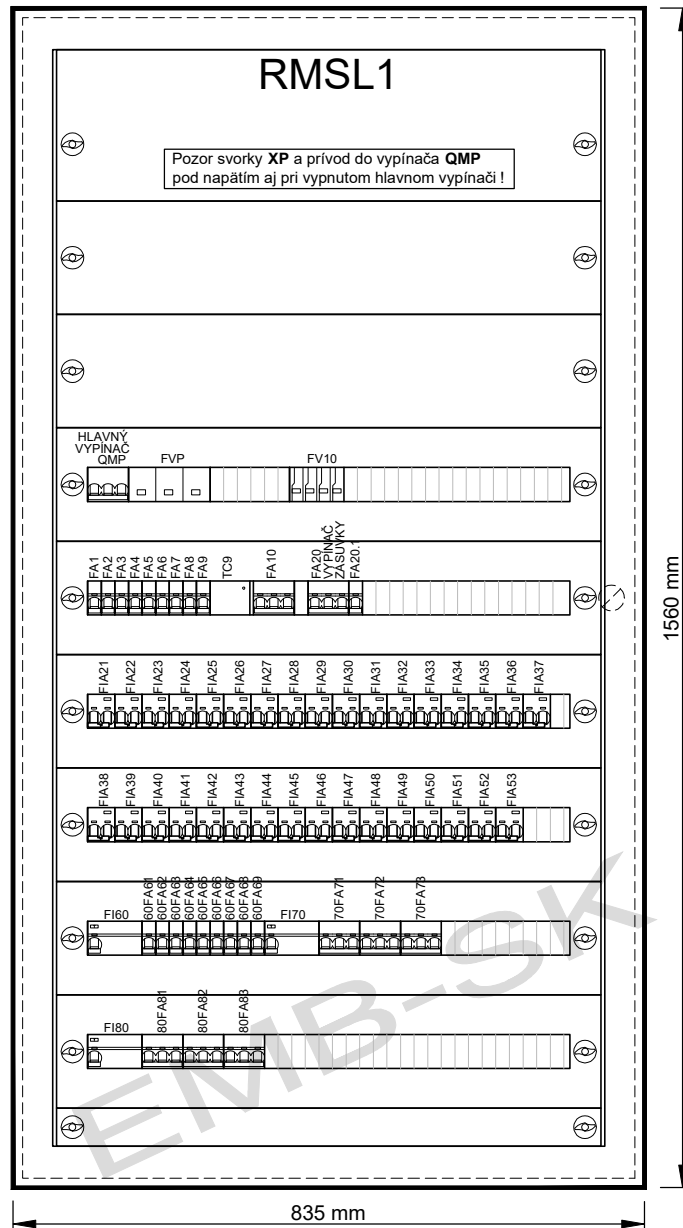 RMSL1
Pozor svorky XP a prívod do vypínača QMP
pod napätím aj pri vypnutom hlavnom vypínači !
HLAVNÝ
VYPÍNAČ
QMP
FVP
FV10
FA1
FA2
FA3
FA4
FA5
FA6
FA7
FA8
FA9
TC9
FA10
FA20
VYPÍNAČ
ZÁSUVKY
FA20.1
FIA21
FIA22
FIA23
FIA24
FIA25
FIA26
FIA27
FIA28
FIA29
FIA30
FIA31
FIA32
FIA33
FIA34
FIA35
FIA36
FIA37
FIA38
FIA39
FIA40
FIA41
FIA42
FIA43
FIA44
FIA45
FIA46
FIA47
FIA48
FIA49
FIA50
FIA51
FIA52
FIA53
FI60
60FA61
60FA62
60FA63
60FA64
60FA65
60FA66
60FA67
60FA68
60FA69
FI70
70FA71
70FA72
70FA73
FI80
80FA81
80FA82
80FA83
EMB-SK
1560 mm
835 mm